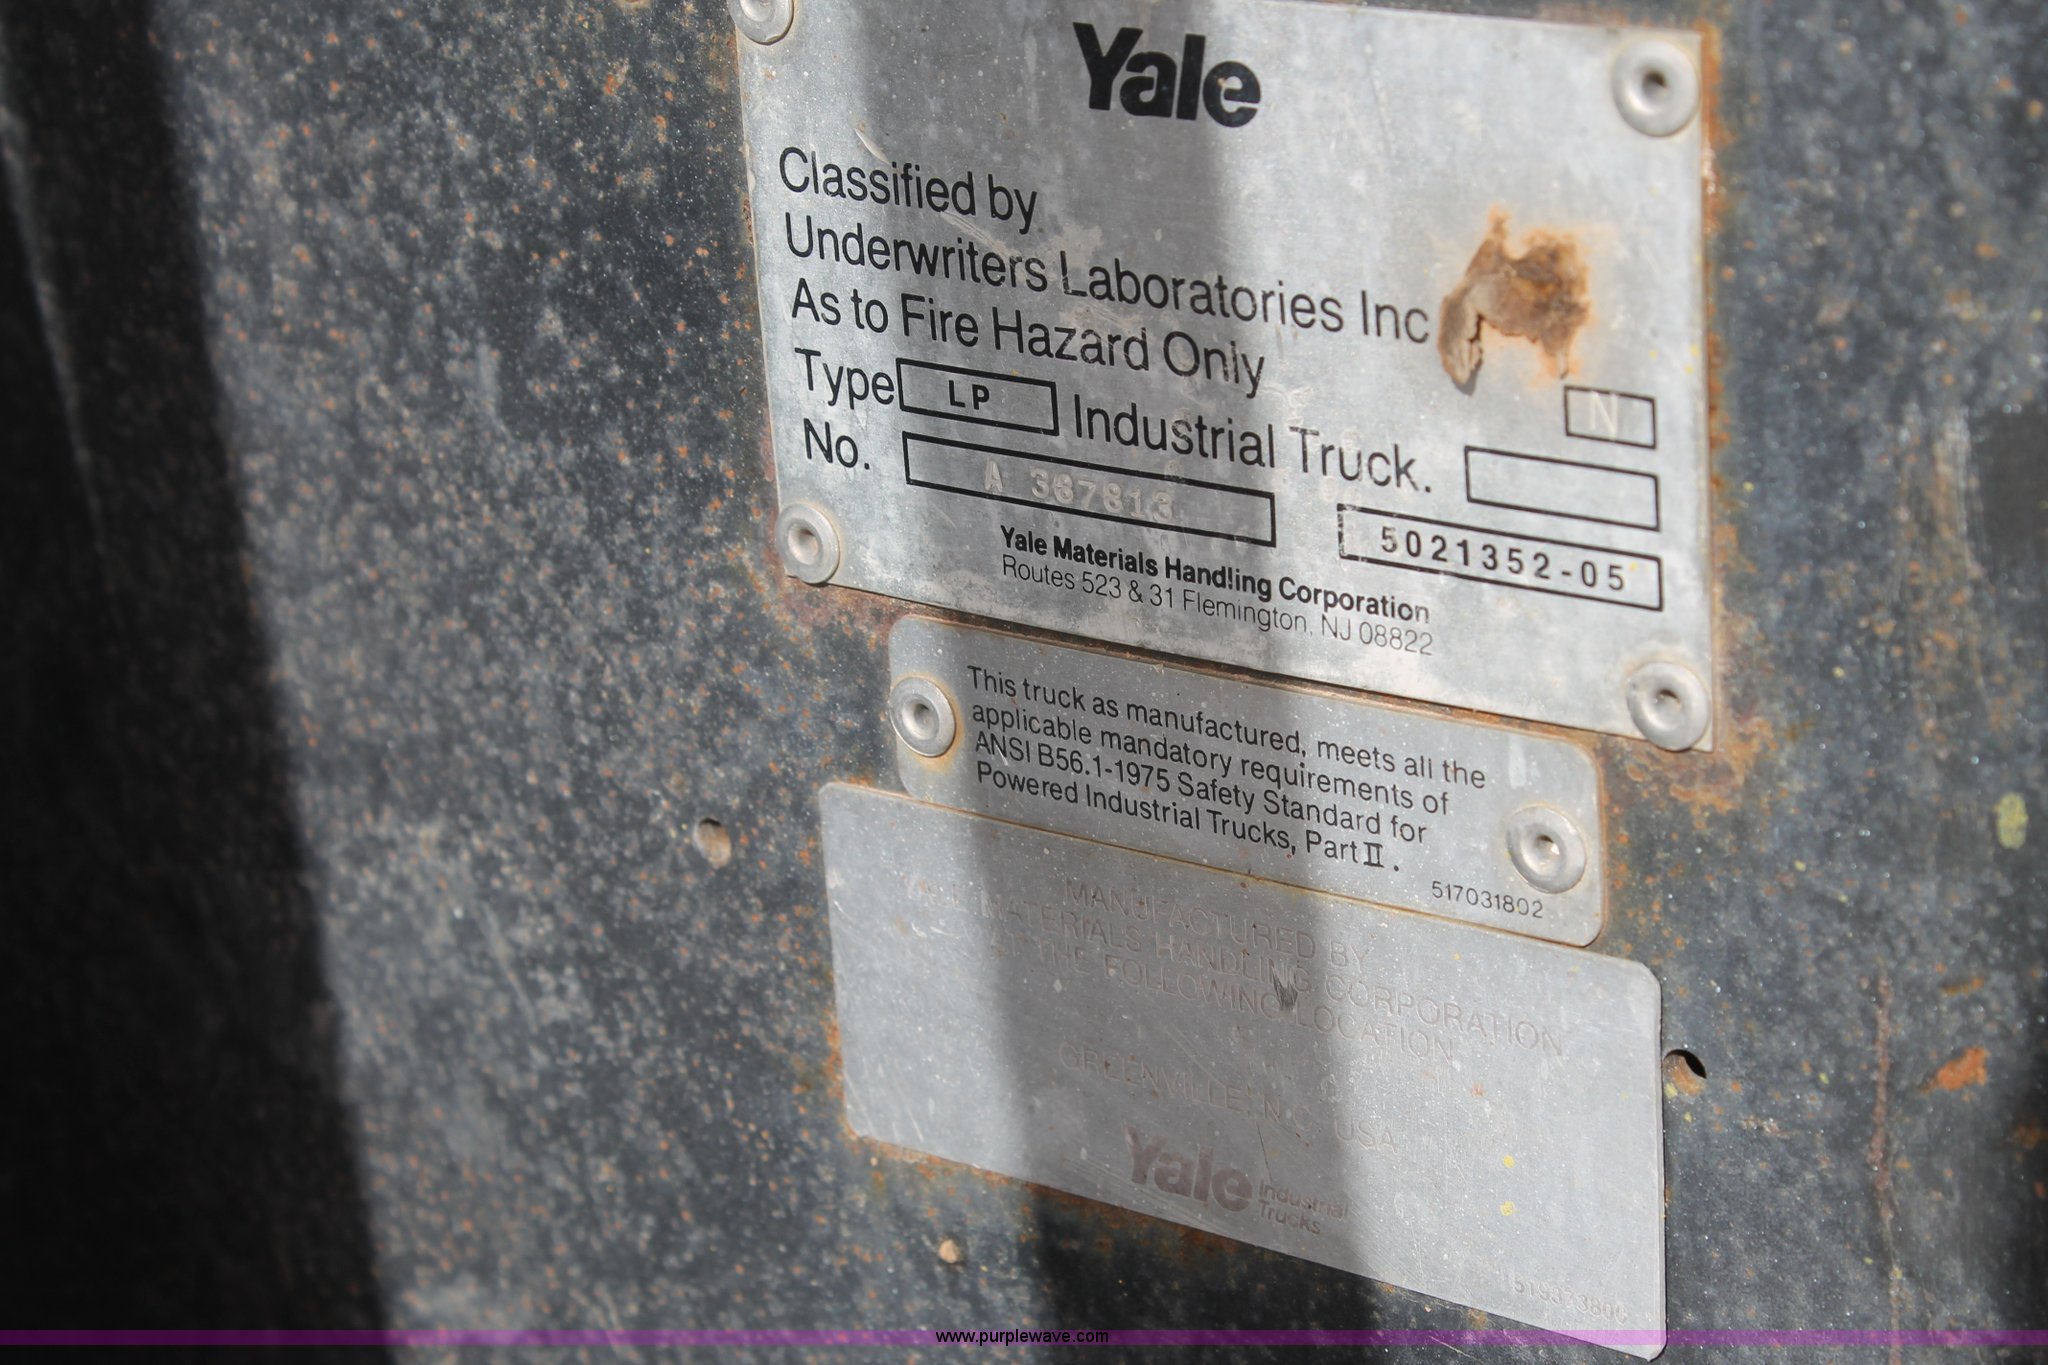 Yale
Classified by
Underwriters Laboratories Inc
As to Fire Hazard Only
Type LP Industrial Truck.
N
No. A 367813
5021352-05
Yale Materials Handling Corporation
Routes 523 & 31 Flemington, NJ 08822
This truck as manufactured, meets all the
applicable mandatory requirements of
ANSI B56.1-1975 Safety Standard for
Powered Industrial Trucks, Part II.
517031802
MANUFACTURED BY
YALE MATERIALS HANDLING CORPORATION
AT THE FOLLOWING LOCATION
GREENVILLE, N.C. USA
Yale Industrial
Trucks
www.purplewave.com